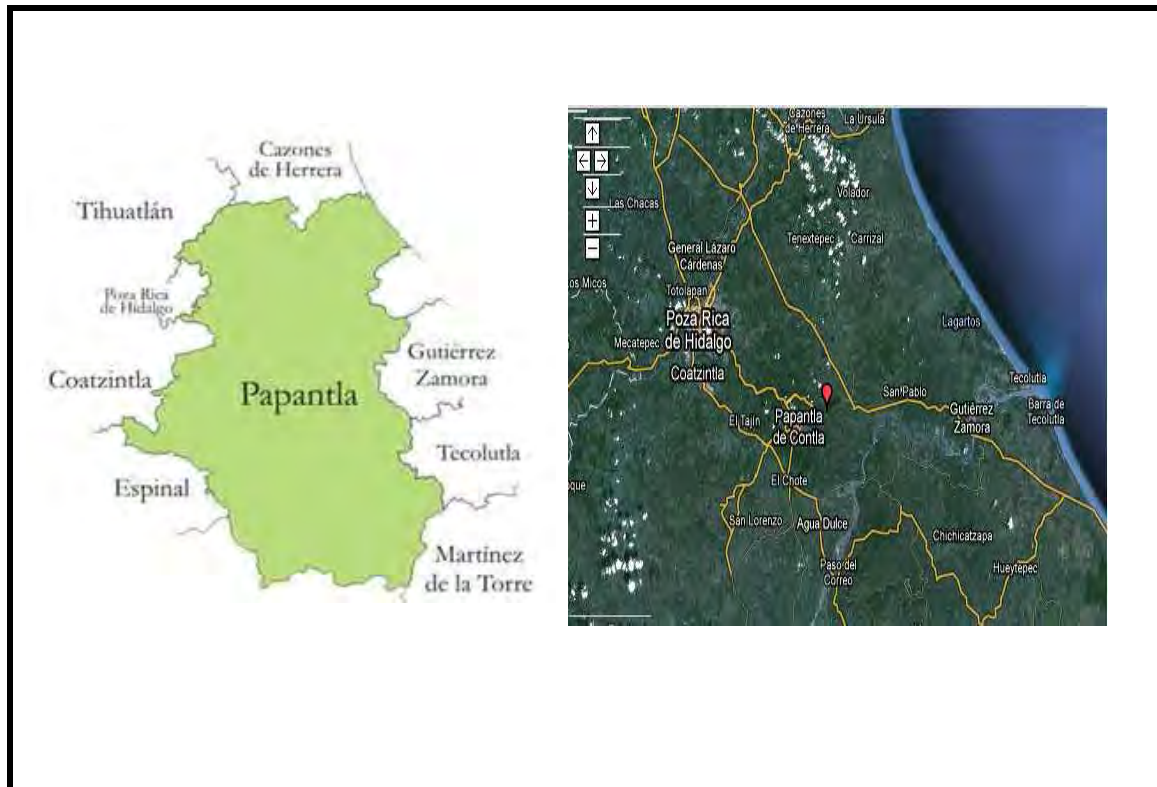 Cazones
de Herrera
Tihuatlán
Poza Rica
de Hidalgo
Coatzintla
Gutiérrez
Zamora
Papantla
Tecolutla
Espinal
Martínez
de la Torre
Cazones
de Herrera
La Ursula
Las Chacas
Volador
Tenextepec
Carrizal
General Lázaro
Cárdenas
os Micos
Totolapan
Poza Rica
de Hidalgo
Lagartos
Mecatepec
Coatzintla
Tecolutla
San Pablo
Barra de
Tecolutla
Gutiérrez
Zamora
El Tajín
Papantla
de Contla
El Chote
que
San Lorenzo
Agua Dulce
Chichicatzapa
Paso del
Correo
Hueytepec